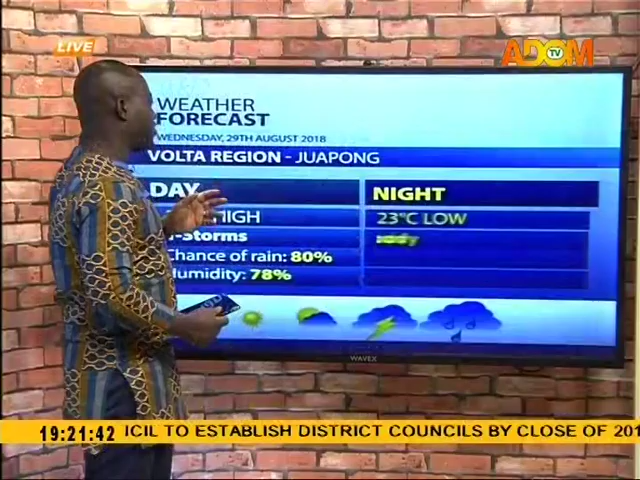 LIVE
ADOM TV
WEATHER
FORECAST
WEDNESDAY, 29TH AUGUST 2018
VOLTA REGION - JUAPONG
DAY
NIGHT
HIGH
23°C LOW
T-Storms
Chance of rain: 80%
Humidity: 78%
WAVEX
19:21:42
ICIL TO ESTABLISH DISTRICT COUNCILS BY CLOSE OF 201